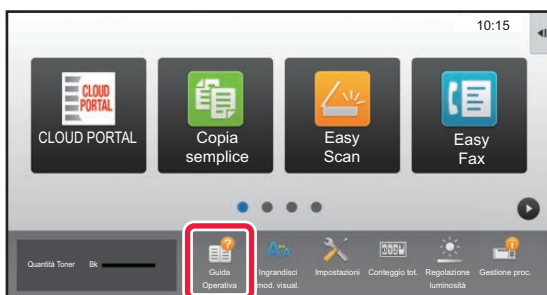 10:15
CLOUD
PORTAL
CLOUD PORTAL
Copia
semplice
Easy
Scan
Easy
Fax
Quantità Toner Bk
Guida
Operativa
Ingrandisci
mod. visual.
Impostazioni
Conteggio tot.
Regolazione
luminosità
Gestione proc.